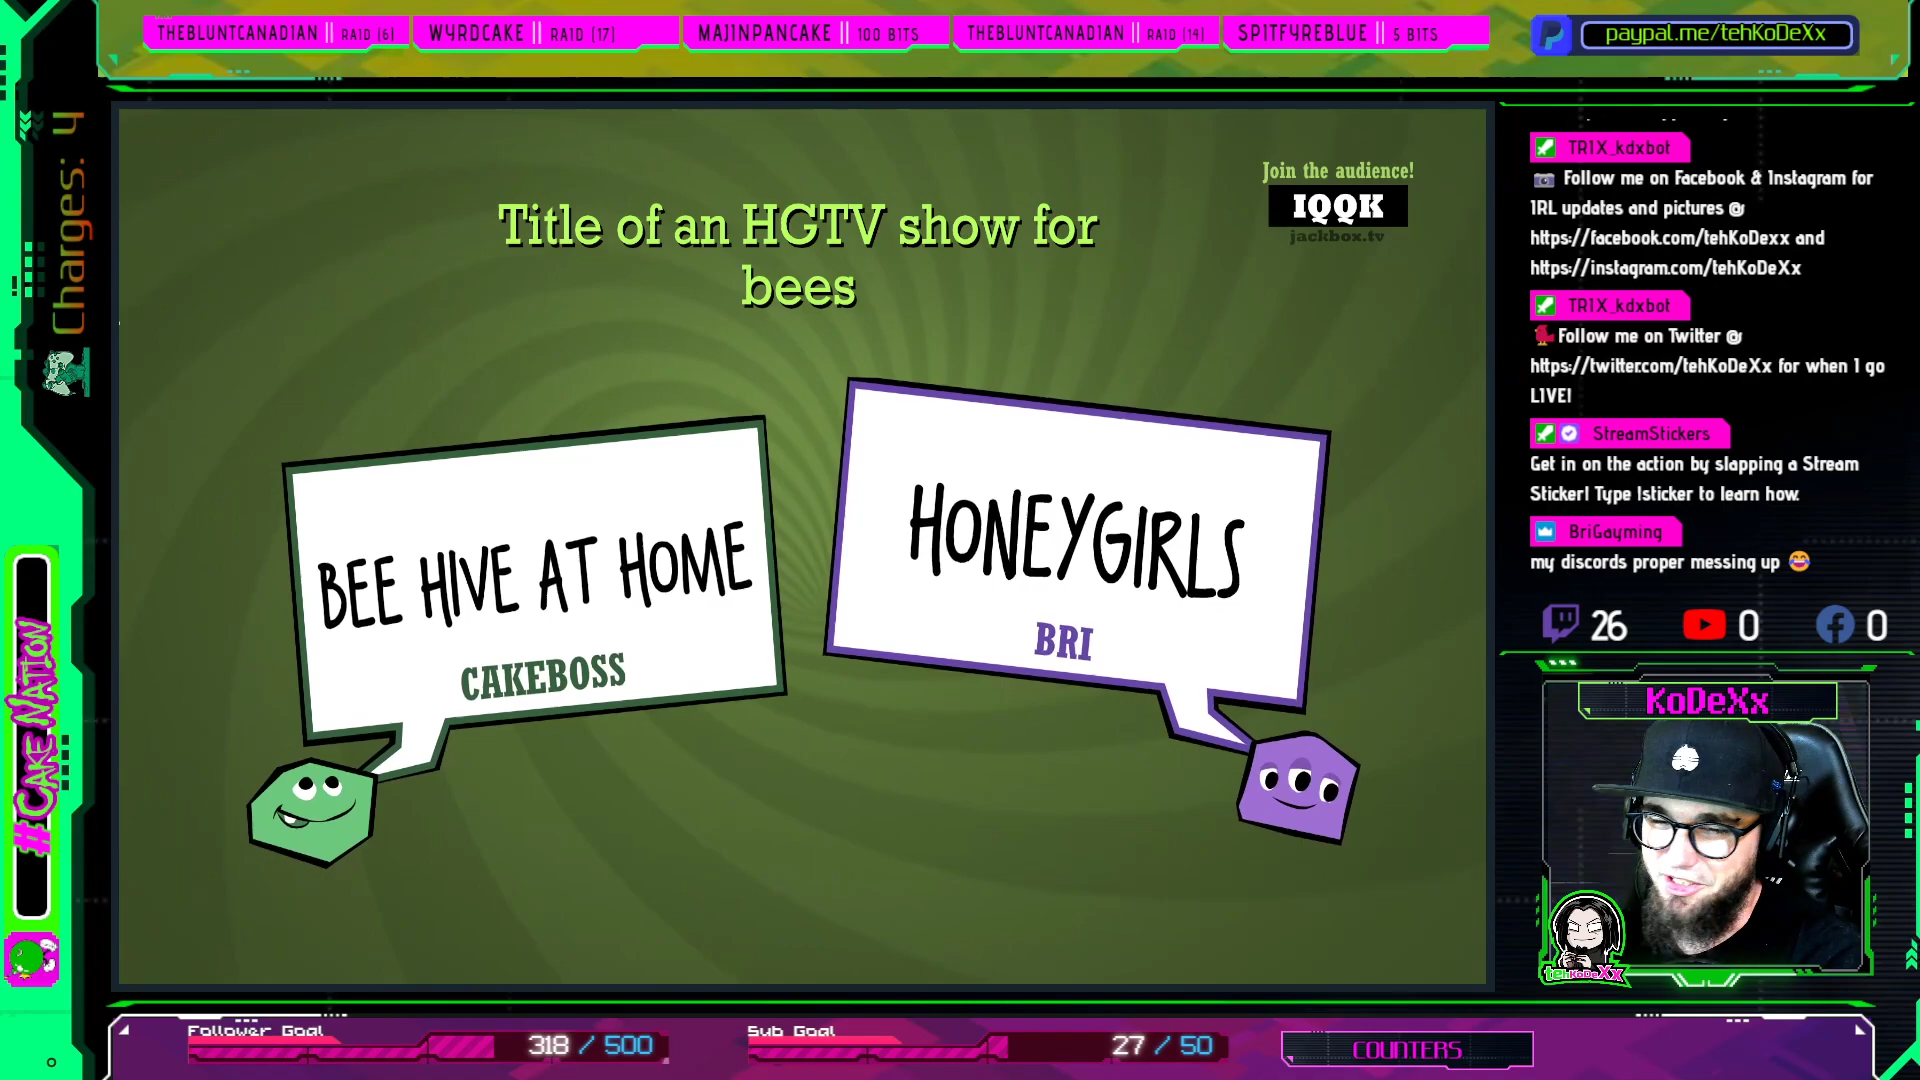 THEBLUNTCANADIAN || RAID (6)
WYRDCAKE || RAID (17)
MAJINPANCAKE || 100 BITS
THEBLUNTCANADIAN || RAID (14)
SPITFYREBLUE || 5 BITS
paypal.me/tehKoDeXx
Charges: 4
Join the audience!
IQQK
jackbox.tv
Title of an HGTV show for
bees
BEE HIVE AT HOME
CAKEBOSS
HONEYGIRLS
BRI
TR1X_kdxbot
Follow me on Facebook & Instagram for
IRL updates and pictures @
https://facebook.com/tehKoDexx and
https://instagram.com/tehKoDeXx
TR1X_kdxbot
Follow me on Twitter @
https://twitter.com/tehKoDeXx for when I go
LIVE!
StreamStickers
Get in on the action by slapping a Stream
Sticker! Type !sticker to learn how.
BriGayming
my discords proper messing up 😂
26
0
0
KoDeXx
tehKoDeXx
#CAKE NATION
Follower Goal
318 / 500
Sub Goal
27 / 50
COUNTERS